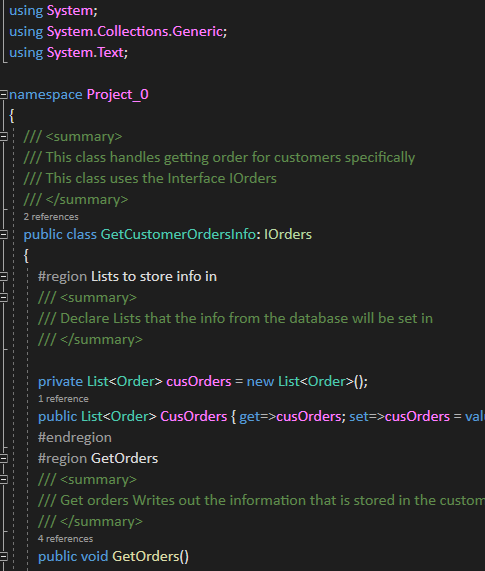 using System;
using System.Collections.Generic;
using System.Text;
namespace Project_0
{
/// <summary>
/// This class handles getting order for customers specifically
/// This class uses the Interface IOrders
/// </summary>
2 references
public class GetCustomerOrdersInfo: IOrders
{
#region Lists to store info in
/// <summary>
/// Declare Lists that the info from the database will be set in
/// </summary>
private List<Order> cusOrders = new List<Order>();
1 reference
public List<Order> CusOrders { get=>cusOrders; set=>cusOrders =
#endregion
#region GetOrders
/// <summary>
/// Get orders Writes out the information that is stored in the
/// </summary>
4 references
public void GetOrders()